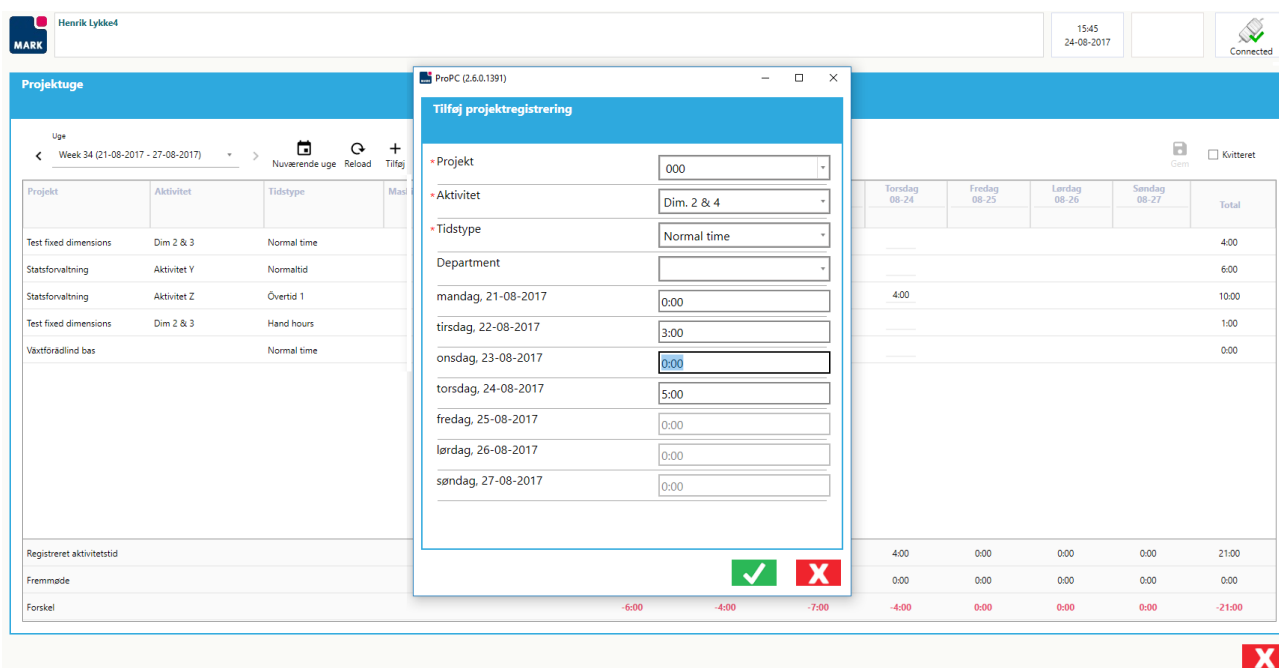 MARK
Henrik Lykke4
15:45
24-08-2017
Connected
Projektuge
Uge
Week 34 (21-08-2017 - 27-08-2017)
Nuværende uge
Reload
Tilføj
Gem
Kvitteret
Projekt Aktivitet Tidstype Torsdag 08-24 Fredag 08-25 Lørdag 08-26 Søndag 08-27 Total
Test fixed dimensions Dim 2 & 3 Normal time 4:00
Statsforvaltning Aktivitet Y Normaltid 6:00
Statsforvaltning Aktivitet Z Övertid 1 4:00 10:00
Test fixed dimensions Dim 2 & 3 Hand hours 1:00
Växtförädlind bas Normal time 0:00
Registreret aktivitetstid 4:00 0:00 0:00 0:00 21:00
Fremmøde 0:00 0:00 0:00 0:00 0:00
Forskel -6:00 -4:00 -7:00 -4:00 0:00 0:00 0:00 -21:00
ProPC (2.6.0.1391)
Tilføj projektregistrering
*Projekt 000
*Aktivitet Dim. 2 & 4
*Tidstype Normal time
Department
mandag, 21-08-2017 0:00
tirsdag, 22-08-2017 3:00
onsdag, 23-08-2017 0:00
torsdag, 24-08-2017 5:00
fredag, 25-08-2017 0:00
lørdag, 26-08-2017 0:00
søndag, 27-08-2017 0:00